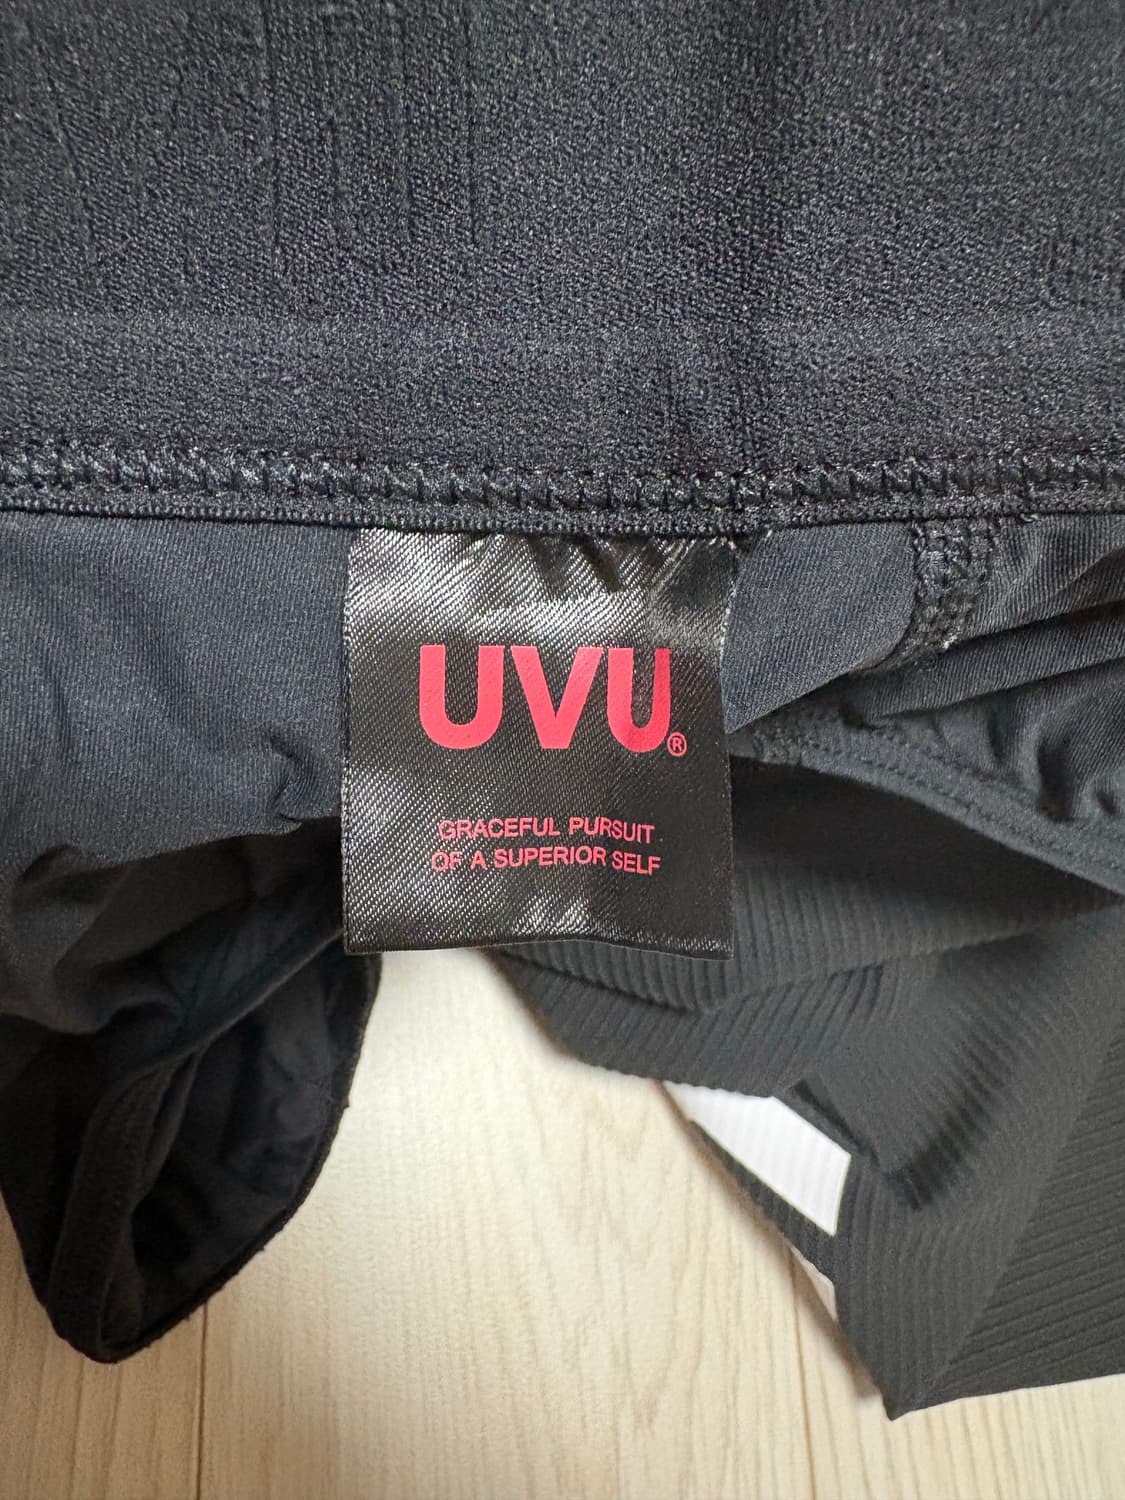 UVU®
GRACEFUL PURSUIT
OF A SUPERIOR SELF